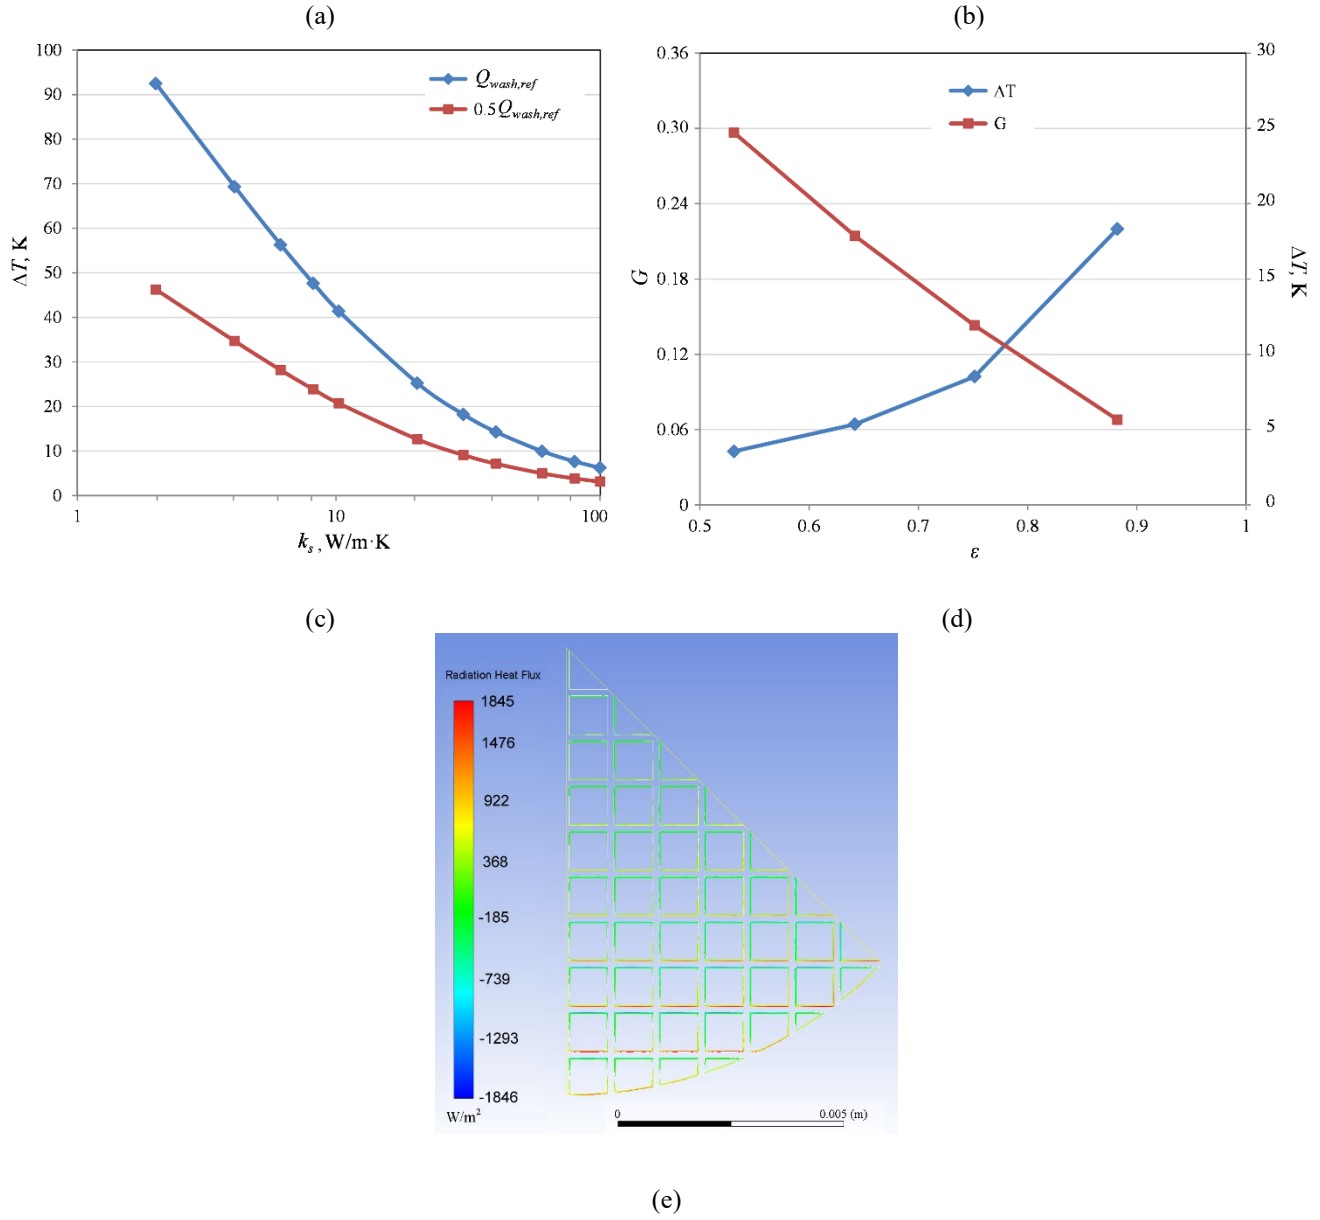 (a)
(b)
100
90
80
70
60
50
40
30
20
10
0
1
10
100
ΔT, K
k_s , W/m·K
Q_wash,ref
0.5Q_wash,ref
0.36
0.30
0.24
0.18
0.12
0.06
0
G
0.5
0.6
0.7
0.8
0.9
1
ε
30
25
20
15
10
5
0
ΔT, K
ΔT
G
(c)
(d)
Radiation Heat Flux
1845
1476
922
368
-185
-739
-1293
-1846
W/m²
0
0.005 (m)
(e)